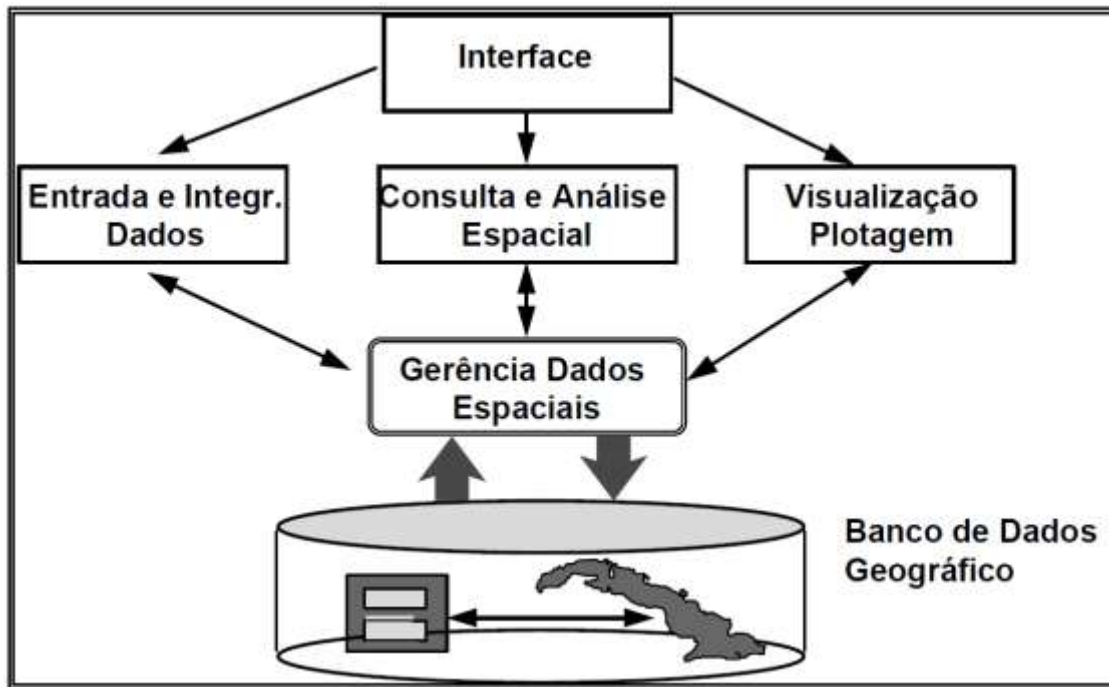 Interface
Entrada e Integr.
Dados
Consulta e Análise
Espacial
Visualização
Plotagem
Gerência Dados
Espaciais
Banco de Dados
Geográfico